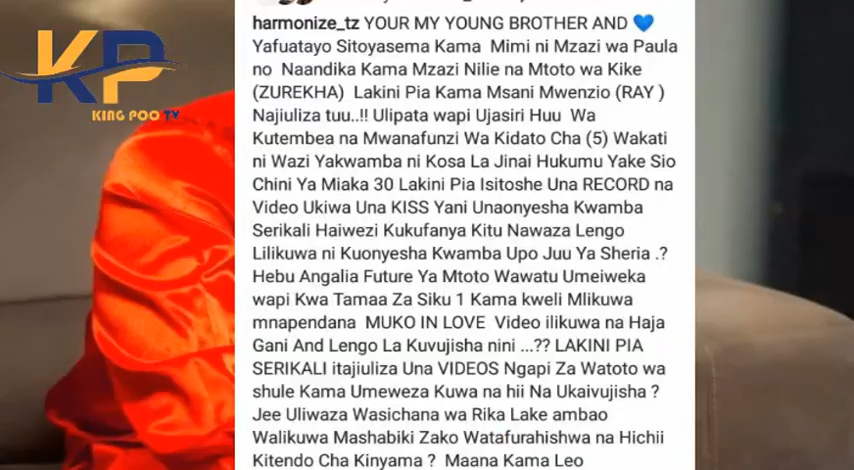 harmonize_tz YOUR MY YOUNG BROTHER AND 💙
Yafuatayo Sitoyasema Kama Mimi ni Mzazi wa Paula
no Naandika Kama Mzazi Nilie na Mtoto wa Kike
(ZUREKHA) Lakini Pia Kama Msani Mwenzio (RAY )
Najiuliza tuu..!! Ulipata wapi Ujasiri Huu Wa
Kutembea na Mwanafunzi Wa Kidato Cha (5) Wakati
ni Wazi Yakwamba ni Kosa La Jinai Hukumu Yake Sio
Chini Ya Miaka 30 Lakini Pia Isitoshe Una RECORD na
Video Ukiwa Una KISS Yani Unaonyesha Kwamba
Serikali Haiwezi Kukufanya Kitu Nawaza Lengo
Lilikuwa ni Kuonyesha Kwamba Upo Juu Ya Sheria .?
Hebu Angalia Future Ya Mtoto Wawatu Umeiweka
wapi Kwa Tamaa Za Siku 1 Kama kweli Mlikuwa
mnapendana MUKO IN LOVE Video ilikuwa na Haja
Gani And Lengo La Kuvujisha nini ...?? LAKINI PIA
SERIKALI itajiuliza Una VIDEOS Ngapi Za Watoto wa
shule Kama Umeweza Kuwa na hii Na Ukaivujisha ?
Jee Uliwaza Wasichana wa Rika Lake ambao
Walikuwa Mashabiki Zako Watafurahishwa na Hichii
Kitendo Cha Kinyama ? Maana Kama Leo
KP
KING POO TV